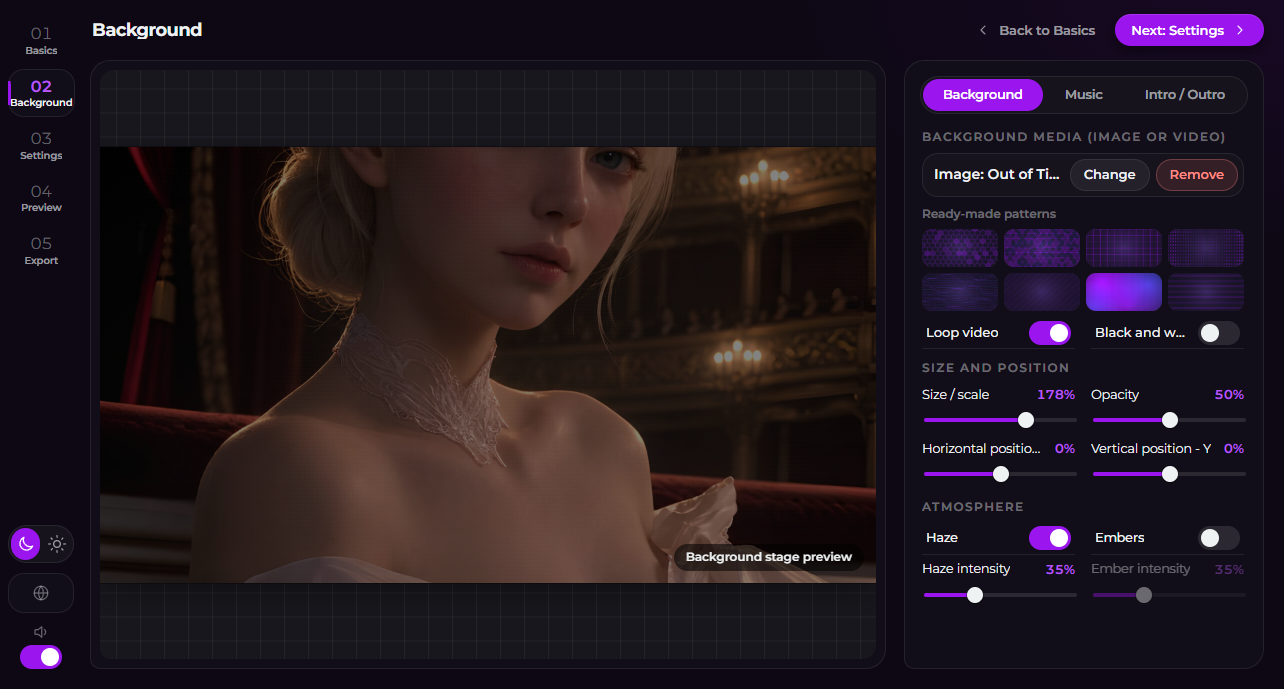 01
Basics
02
Background
03
Settings
04
Preview
05
Export
Background
Back to Basics
Next: Settings
Background Music Intro / Outro
BACKGROUND MEDIA (IMAGE OR VIDEO)
Image: Out of Ti... Change Remove
Ready-made patterns
Loop video Black and w...
SIZE AND POSITION
Size / scale 178% Opacity 50%
Horizontal positio... 0% Vertical position - Y 0%
ATMOSPHERE
Haze Embers
Haze intensity 35% Ember intensity 35%
Background stage preview